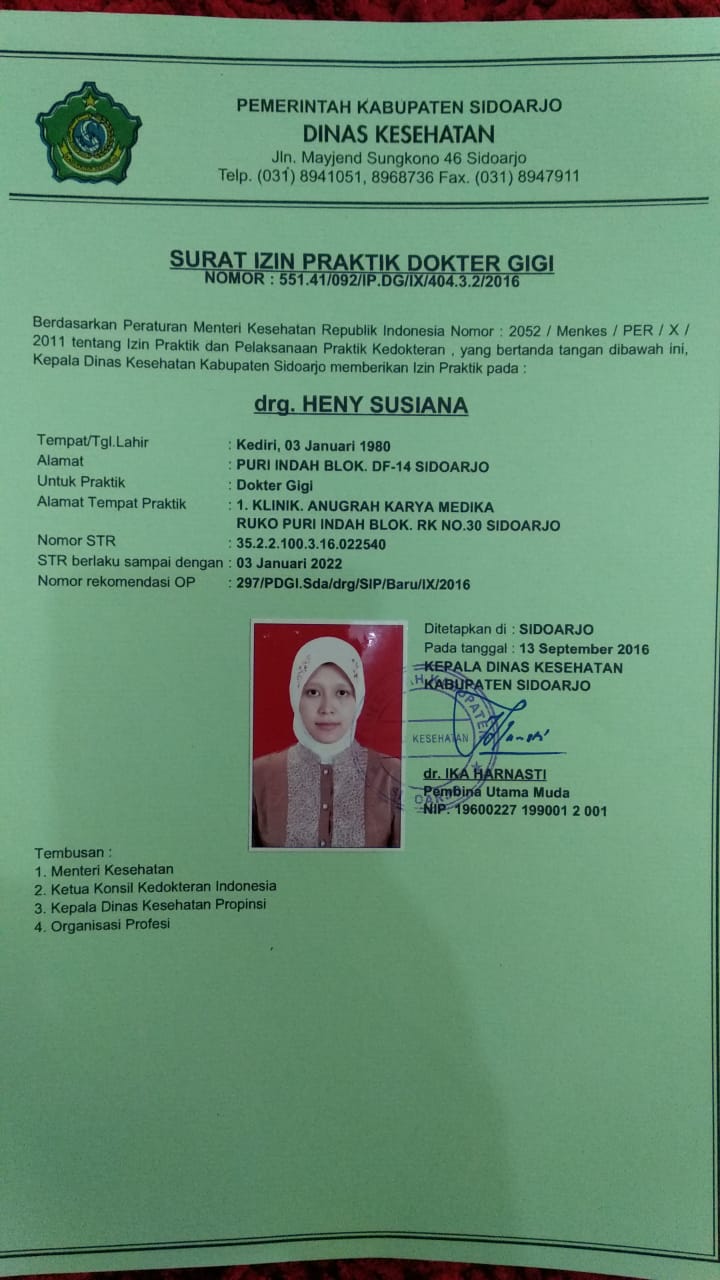 PEMERINTAH KABUPATEN SIDOARJO
DINAS KESEHATAN
Jln. Mayjend Sungkono 46 Sidoarjo
Telp. (031) 8941051, 8968736 Fax. (031) 8947911
SURAT IZIN PRAKTIK DOKTER GIGI
NOMOR : 551.41/092/IP.DG/IX/404.3.2/2016
Berdasarkan Peraturan Menteri Kesehatan Republik Indonesia Nomor : 2052 / Menkes / PER / X /
2011 tentang Izin Praktik dan Pelaksanaan Praktik Kedokteran , yang bertanda tangan dibawah ini,
Kepala Dinas Kesehatan Kabupaten Sidoarjo memberikan Izin Praktik pada :
drg. HENY SUSIANA
Tempat/Tgl.Lahir : Kediri, 03 Januari 1980
Alamat : PURI INDAH BLOK. DF-14 SIDOARJO
Untuk Praktik : Dokter Gigi
Alamat Tempat Praktik : 1. KLINIK. ANUGRAH KARYA MEDIKA
RUKO PURI INDAH BLOK. RK NO.30 SIDOARJO
Nomor STR : 35.2.2.100.3.16.022540
STR berlaku sampai dengan : 03 Januari 2022
Nomor rekomendasi OP : 297/PDGI.Sda/drg/SIP/Baru/IX/2016
Ditetapkan di : SIDOARJO
Pada tanggal : 13 September 2016
KEPALA DINAS KESEHATAN
KABUPATEN SIDOARJO
KESEHATAN
dr. IKA HARNASTI
Pembina Utama Muda
NIP. 19600227 199001 2 001
Tembusan :
1. Menteri Kesehatan
2. Ketua Konsil Kedokteran Indonesia
3. Kepala Dinas Kesehatan Propinsi
4. Organisasi Profesi